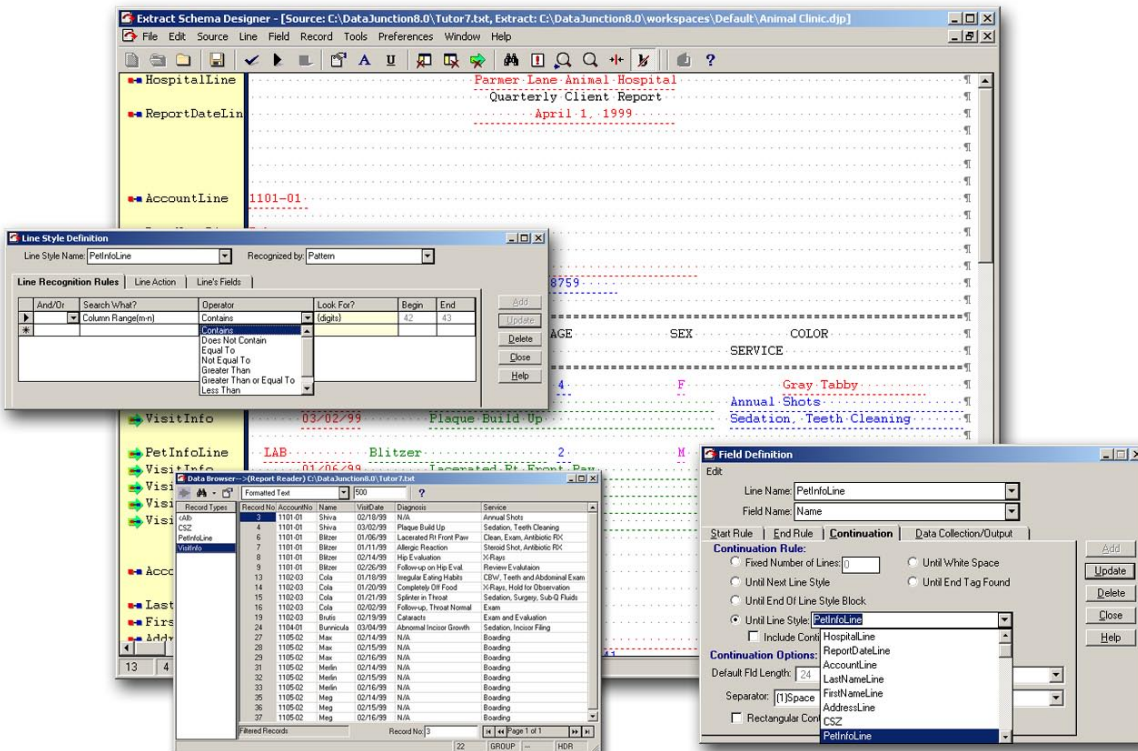 Extract Schema Designer - [Source: C:\DataJunction8.0\Tutor7.txt, Extract: C:\DataJunction8.0\workspaces\Default\Animal Clinic.djp]
File Edit Source Line Field Record Tools Preferences Window Help
HospitalLine Parmer Lane Animal Hospital
Quarterly Client Report
ReportDateLin April 1, 1999
AccountLine 1101-01
8759
AGE SEX COLOR
SERVICE
4 F Gray Tabby
Annual Shots
VisitInfo 03/02/99 Plaque Build Up Sedation, Teeth Cleaning
PetInfoLine LAB Blitzer 2 M
VisitInfo 01/06/99 Lacerated Rt Front Paw
Visi
Visi
Visi
Acco
Last
Firs
Addr
13 4
Line Style Definition
Line Style Name: PetInfoLine Recognized by: Pattern
Line Recognition Rules Line Action Line's Fields
And/Or Search What? Operator Look For? Begin End
Column Range(m-n) Contains {digits} 42 43
Contains
Does Not Contain
Equal To
Not Equal To
Greater Than
Greater Than or Equal To
Less Than
Add
Update
Delete
Close
Help
Data Browser-->(Report Reader) C:\DataJunction8.0\Tutor7.txt
Formatted Text 500
Record Types
cAlb
CSZ
PetInfoLine
VisitInfo
Record No AccountNo Name VisitDate Diagnosis Service
3 1101-01 Shiva 02/18/99 N/A Annual Shots
4 1101-01 Shiva 03/02/99 Plaque Build Up Sedation, Teeth Cleaning
6 1101-01 Blitzer 01/06/99 Lacerated Rt Front Paw Clean, Exam, Antibiotic RX
7 1101-01 Blitzer 01/11/99 Allergic Reaction Steroid Shot, Antibiotic RX
8 1101-01 Blitzer 02/14/99 Hip Evaluation X-Rays
9 1101-01 Blitzer 02/26/99 Follow-up on Hip Eval. Review Evalutaion
13 1102-03 Cola 01/18/99 Irregular Eating Habits CBW, Teeth and Abdominal Exam
14 1102-03 Cola 01/20/99 Completely Off Food X-Rays, Hold for Observation
15 1102-03 Cola 01/21/99 Splinter in Throat Sedation, Surgery, Sub-Q Fluids
16 1102-03 Cola 02/02/99 Follow-up, Throat Normal Exam
19 1102-03 Brutis 02/19/99 Cataracts Exam and Evaluation
24 1104-01 Bunnicula 03/04/99 Abnormal Incisor Growth Sedation, Incisor Filing
27 1105-02 Max 02/14/99 N/A Boarding
28 1105-02 Max 02/15/99 N/A Boarding
29 1105-02 Max 02/16/99 N/A Boarding
31 1105-02 Merlin 02/14/99 N/A Boarding
32 1105-02 Merlin 02/15/99 N/A Boarding
33 1105-02 Merlin 02/16/99 N/A Boarding
35 1105-02 Meg 02/14/99 N/A Boarding
36 1105-02 Meg 02/15/99 N/A Boarding
37 1105-02 Meg 02/16/99 N/A Boarding
Filtered Records Record No: 3 Page 1 of 1
22 GROUP -- HDR
Field Definition
Edit
Line Name: PetInfoLine
Field Name: Name
Start Rule End Rule Continuation Data Collection/Output
Continuation Rule:
Fixed Number of Lines: 0 Until White Space
Until Next Line Style Until End Tag Found
Until End Of Line Style Block
Until Line Style: PetInfoLine
Include Conti
Continuation Options:
Default Fld Length: 24
Separator: [(1)Space
Rectangular Cont
HospitalLine
ReportDateLine
AccountLine
LastNameLine
FirstNameLine
AddressLine
CSZ
PetInfoLine
Add
Update
Delete
Close
Help